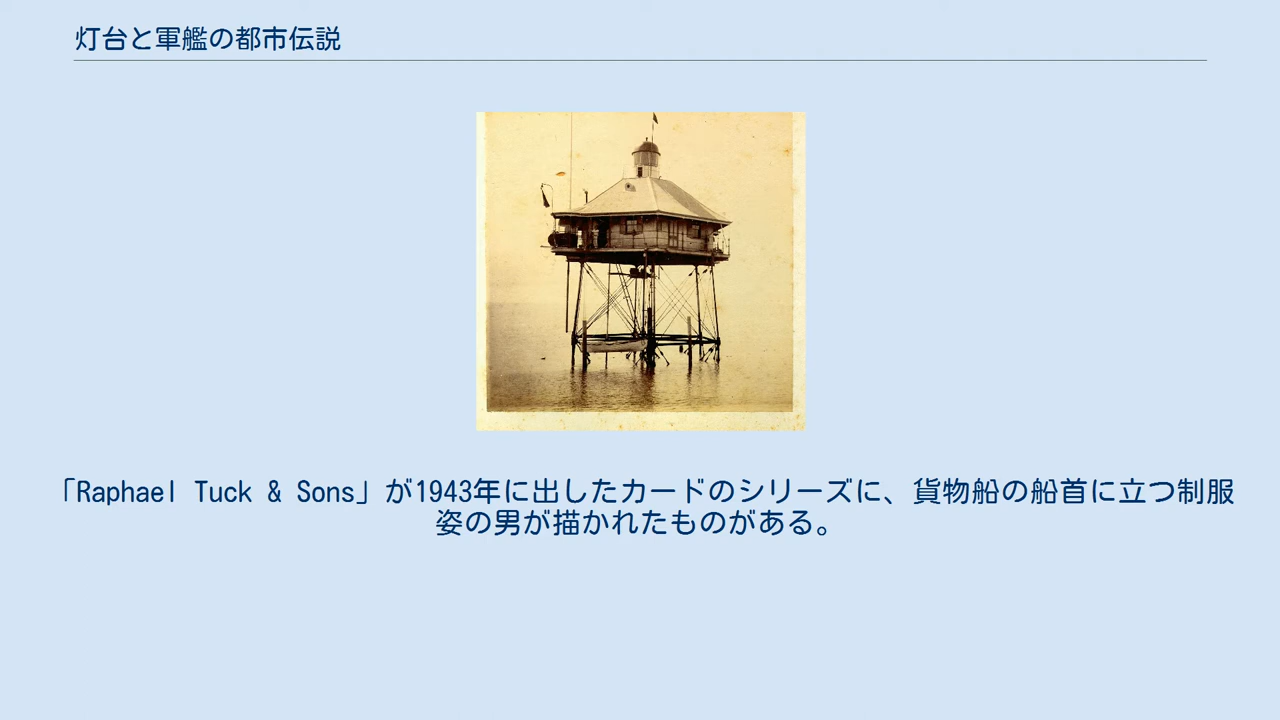 灯台と軍艦の都市伝説
「Raphael Tuck & Sons」が1943年に出したカードのシリーズに、貨物船の船首に立つ制服
姿の男が描かれたものがある。